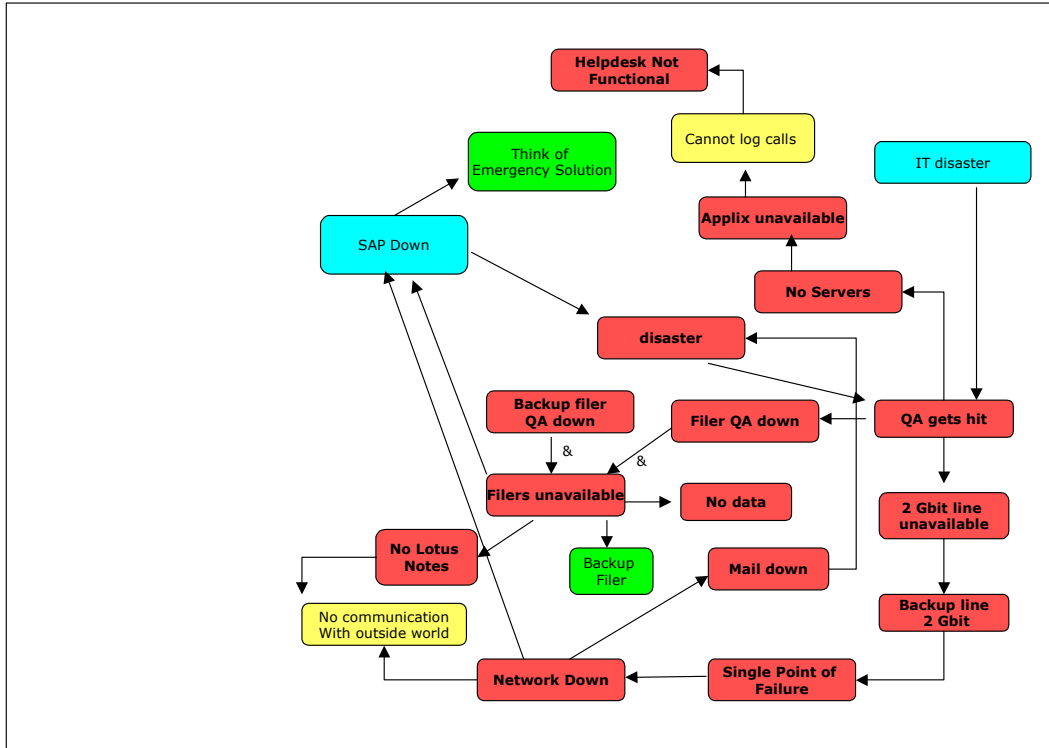 Helpdesk Not
Functional
Cannot log calls
Think of
Emergency Solution
IT disaster
Applix unavailable
SAP Down
No Servers
disaster
Backup filer
QA down
Filer QA down
QA gets hit
&
&
Filers unavailable
No data
2 Gbit line
unavailable
No Lotus
Notes
Backup
Filer
Mail down
Backup line
2 Gbit
No communication
With outside world
Network Down
Single Point of
Failure